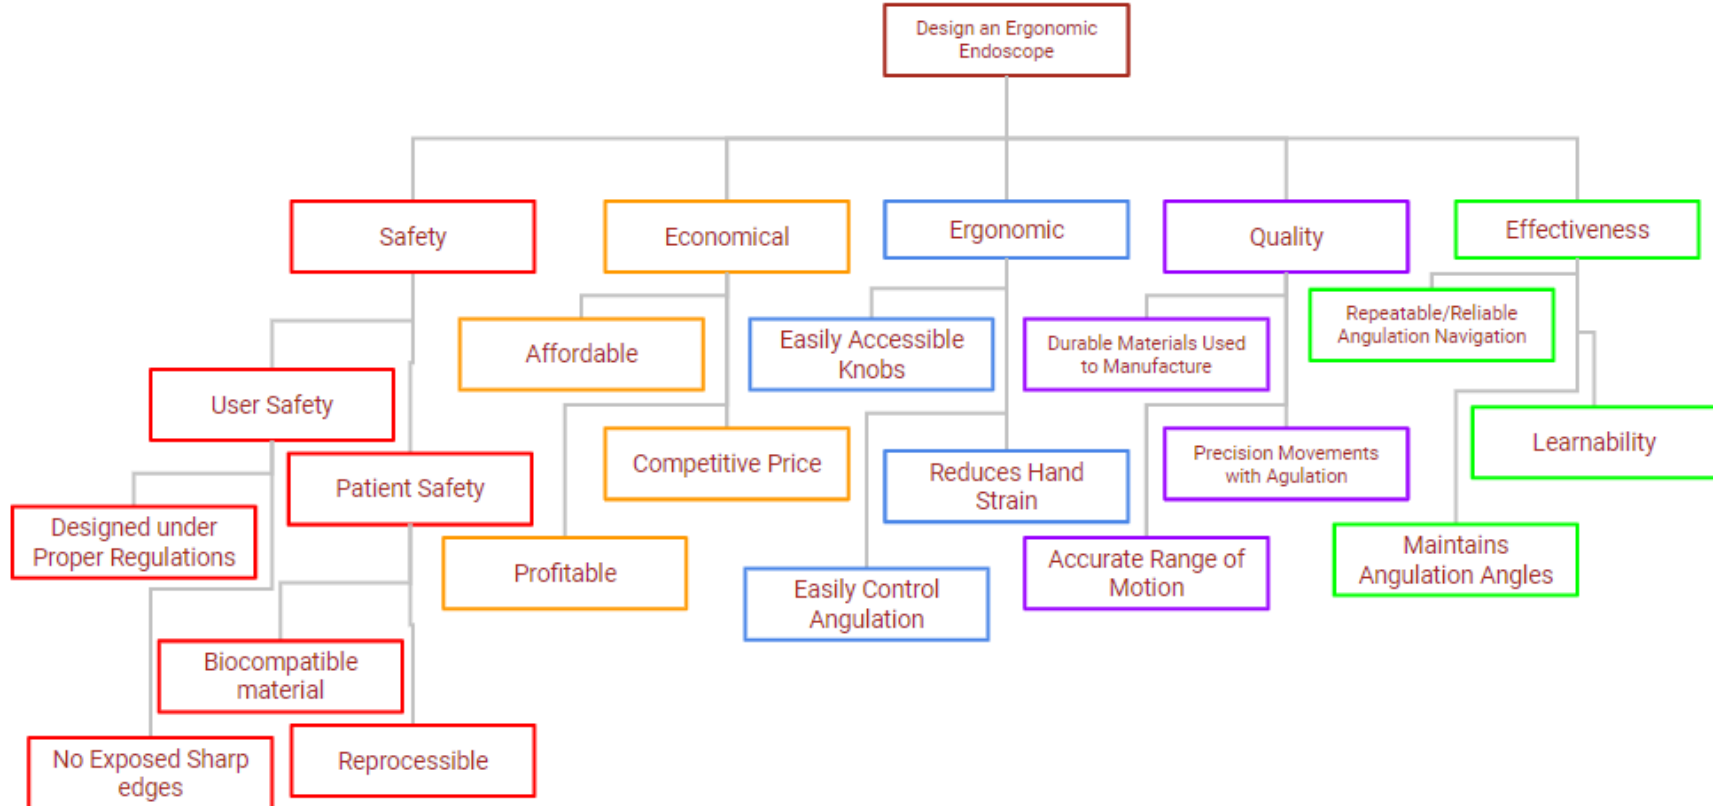 Design an Ergonomic
Endoscope
Safety
Economical
Ergonomic
Quality
Effectiveness
Repeatable/Reliable
Angulation Navigation
Affordable
Easily Accessible
Knobs
Durable Materials Used
to Manufacture
User Safety
Learnability
Competitive Price
Precision Movements
with Agulation
Patient Safety
Reduces Hand
Strain
Designed under
Proper Regulations
Profitable
Accurate Range of
Motion
Maintains
Angulation Angles
Easily Control
Angulation
Biocompatible
material
No Exposed Sharp
edges
Reprocessible